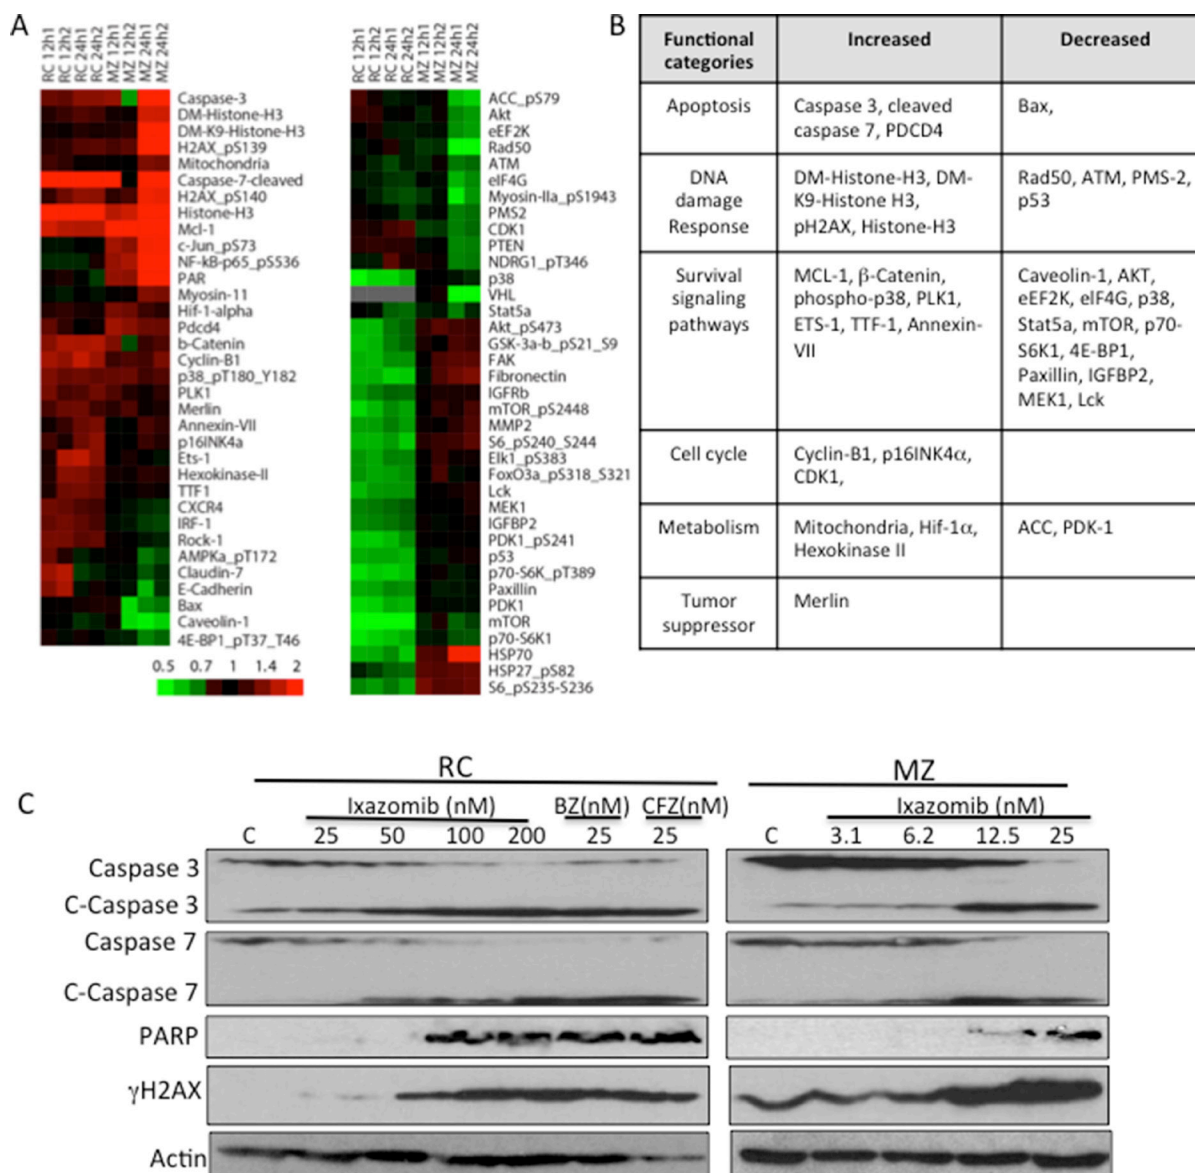 A
RC 12h1
RC 12h2
RC 24h1
RC 24h2
MZ 12h1
MZ 12h2
MZ 24h1
MZ 24h2
Caspase-3
DM-Histone-H3
DM-K9-Histone-H3
H2AX_pS139
Mitochondria
Caspase-7-cleaved
H2AX_pS140
Histone-H3
Mcl-1
c-Jun_pS73
NF-kB-p65_pS536
PAR
Myosin-11
Hif-1-alpha
Pdcd4
b-Catenin
Cyclin-B1
p38_pT180_Y182
PLK1
Merlin
Annexin-VII
p16INK4a
Ets-1
Hexokinase-II
TTF1
CXCR4
IRF-1
Rock-1
AMPKa_pT172
Claudin-7
E-Cadherin
Bax
Caveolin-1
4E-BP1_pT37_T46
0.5 0.7 1 1.4 2
RC 12h1
RC 12h2
RC 24h1
RC 24h2
MZ 12h1
MZ 12h2
MZ 24h1
MZ 24h2
ACC_pS79
Akt
eEF2K
Rad50
ATM
eIF4G
Myosin-IIa_pS1943
PMS2
CDK1
PTEN
NDRG1_pT346
p38
VHL
Stat5a
Akt_pS473
GSK-3a-b_pS21_S9
FAK
Fibronectin
IGFRb
mTOR_pS2448
MMP2
S6_pS240_S244
Elk1_pS383
FoxO3a_pS318_S321
Lck
MEK1
IGFBP2
PDK1_pS241
p53
p70-S6K_pT389
Paxillin
PDK1
mTOR
p70-S6K1
HSP70
HSP27_pS82
S6_pS235-S236
B
Functional
categories
Increased
Decreased
Apoptosis
Caspase 3, cleaved
caspase 7, PDCD4
Bax,
DNA
damage
Response
DM-Histone-H3, DM-
K9-Histone H3,
pH2AX, Histone-H3
Rad50, ATM, PMS-2,
p53
Survival
signaling
pathways
MCL-1, β-Catenin,
phospho-p38, PLK1,
ETS-1, TTF-1, Annexin-
VII
Caveolin-1, AKT,
eEF2K, eIF4G, p38,
Stat5a, mTOR, p70-
S6K1, 4E-BP1,
Paxillin, IGFBP2,
MEK1, Lck
Cell cycle
Cyclin-B1, p16INK4α,
CDK1,
Metabolism
Mitochondria, Hif-1α,
Hexokinase II
ACC, PDK-1
Tumor
suppressor
Merlin
C
RC
Ixazomib (nM) BZ(nM) CFZ(nM)
C 25 50 100 200 25 25
MZ
Ixazomib (nM)
C 3.1 6.2 12.5 25
Caspase 3
C-Caspase 3
Caspase 7
C-Caspase 7
PARP
γH2AX
Actin